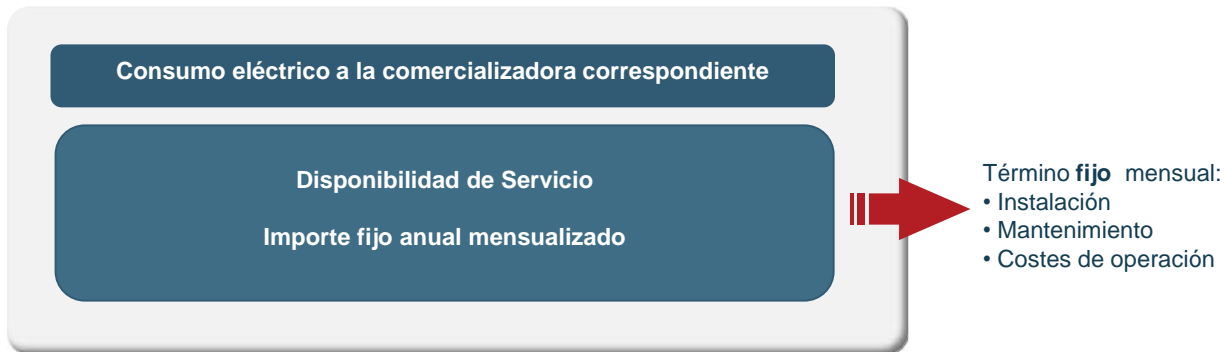 Consumo eléctrico a la comercializadora correspondiente
Disponibilidad de Servicio
Importe fijo anual mensualizado
Término fijo mensual:
• Instalación
• Mantenimiento
• Costes de operación